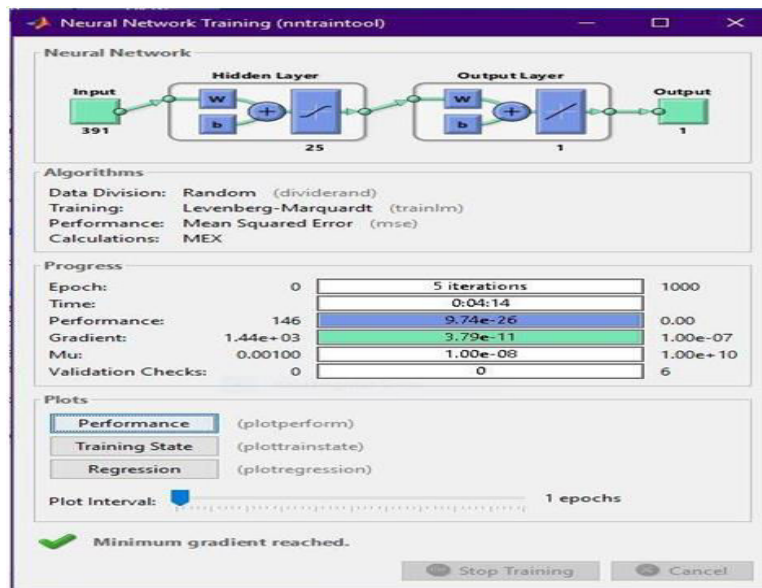 Neural Network Training (nntraintool)
Neural Network
Hidden Layer
Output Layer
Input
W
b
+
W
b
+
Output
391
25
1
1
Algorithms
Data Division: Random (dividerand)
Training: Levenberg-Marquardt (trainlm)
Performance: Mean Squared Error (mse)
Calculations: MEX
Progress
Epoch: 0 5 iterations 1000
Time: 0:04:14
Performance: 146 9.74e-26 0.00
Gradient: 1.44e+03 3.79e-11 1.00e-07
Mu: 0.00100 1.00e-08 1.00e+10
Validation Checks: 0 0 6
Plots
Performance (plotperform)
Training State (plottrainstate)
Regression (plotregression)
Plot Interval: 1 epochs
Minimum gradient reached.
Stop Training Cancel